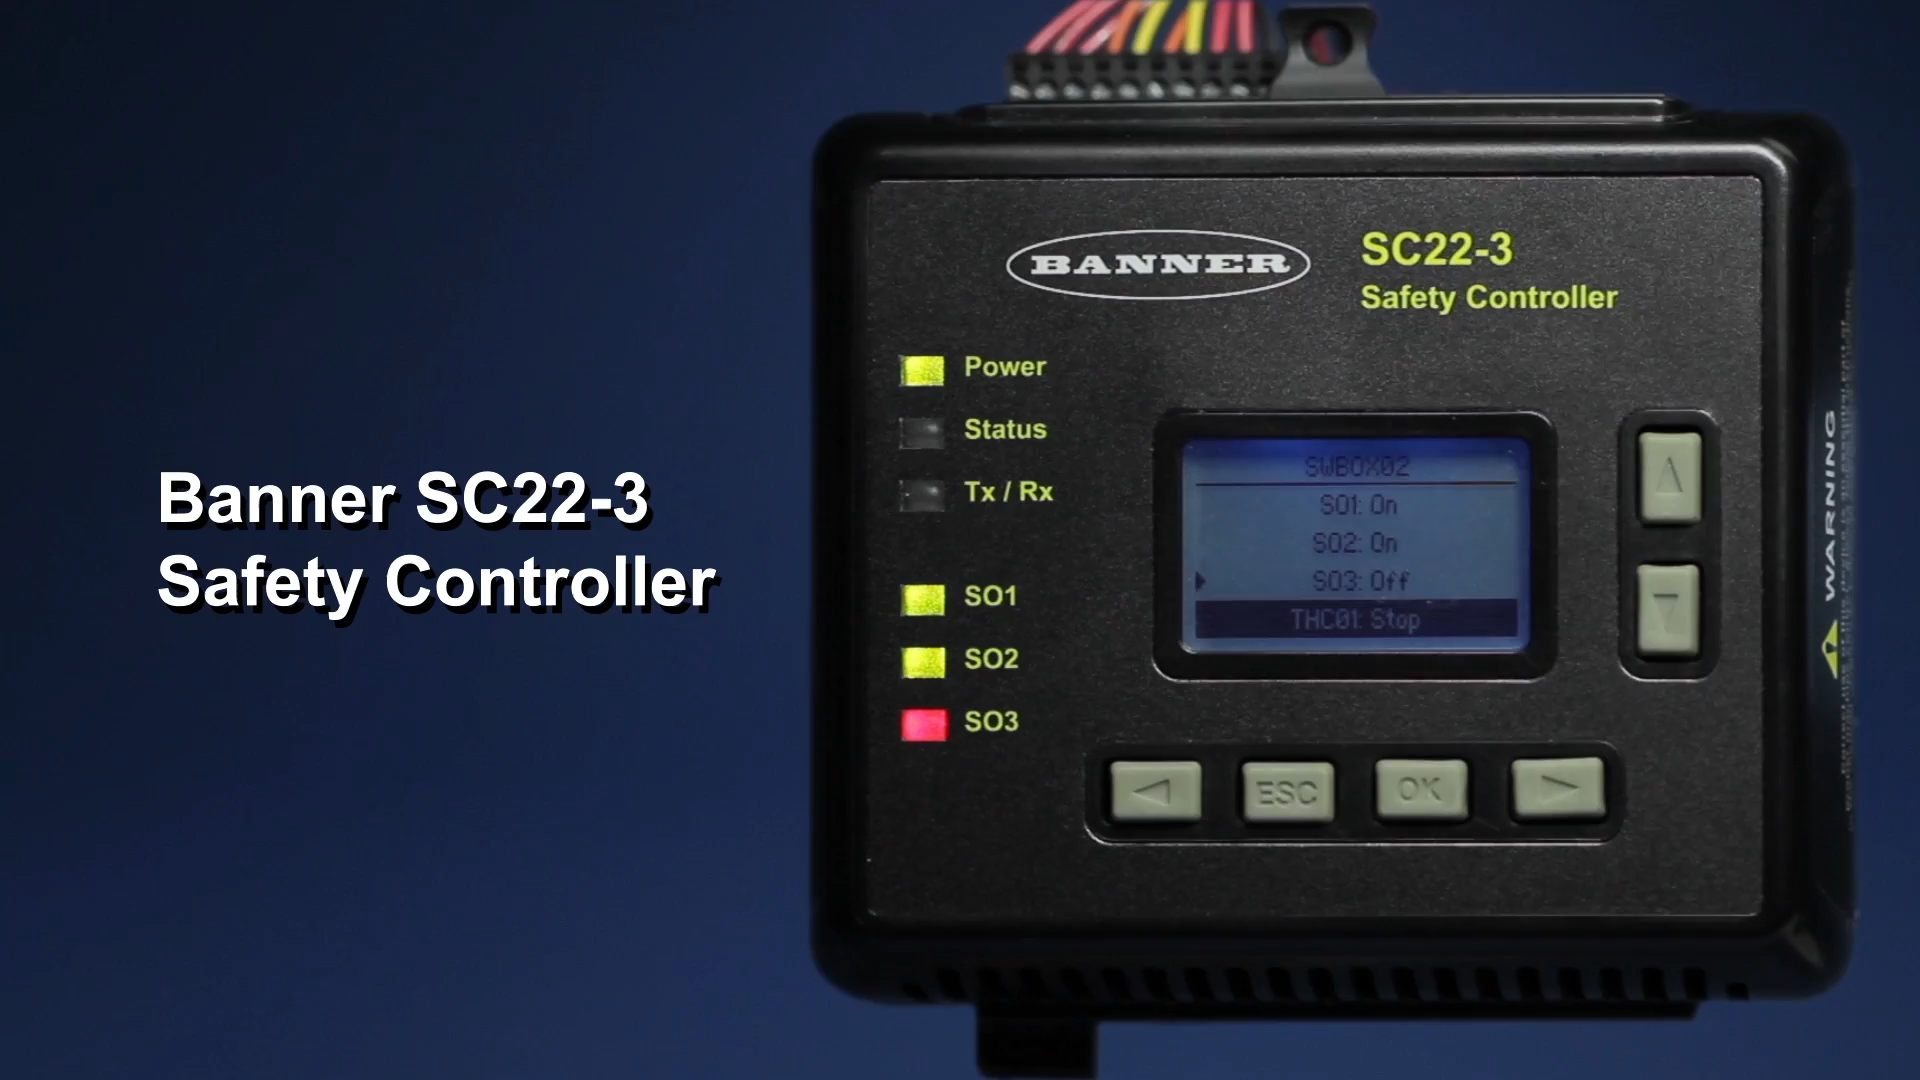 Banner SC22-3
Safety Controller
BANNER
SC22-3
Safety Controller
Power
Status
Tx / Rx
SO1
SO2
SO3
SWBOX02
SO1: On
SO2: On
SO3: Off
THC01: Stop
ESC
OK
WARNING